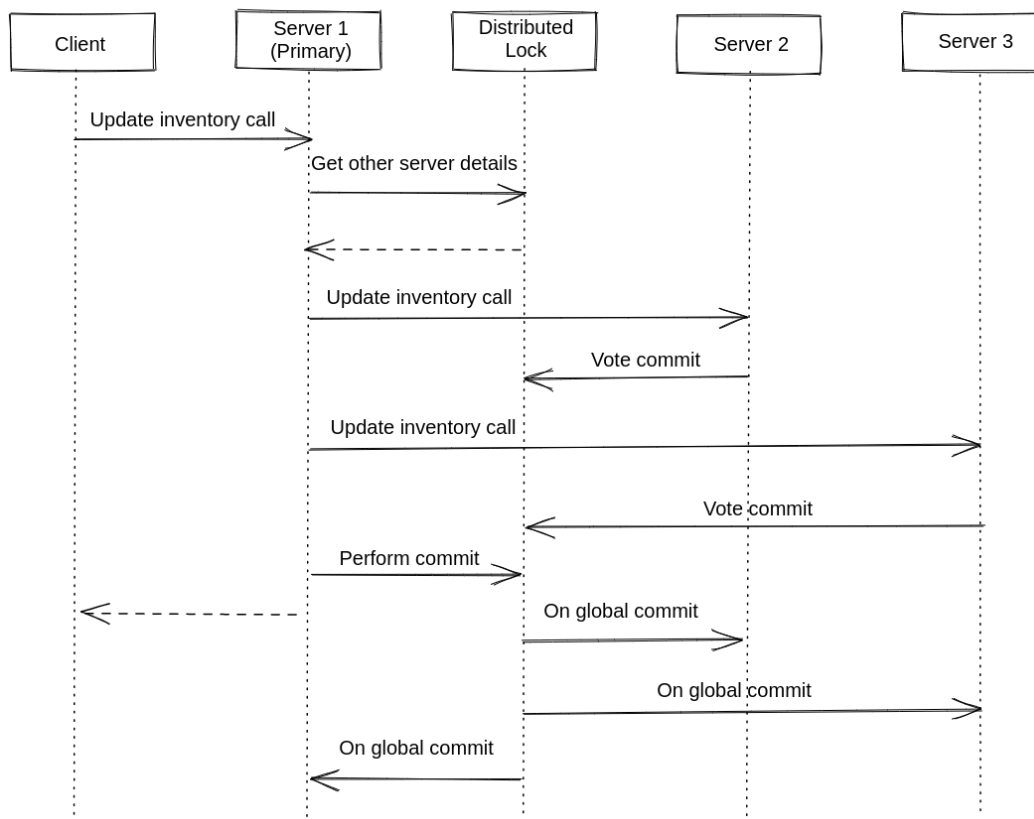 Client
Server 1
(Primary)
Distributed
Lock
Server 2
Server 3
Update inventory call
Get other server details
Update inventory call
Vote commit
Update inventory call
Vote commit
Perform commit
On global commit
On global commit
On global commit